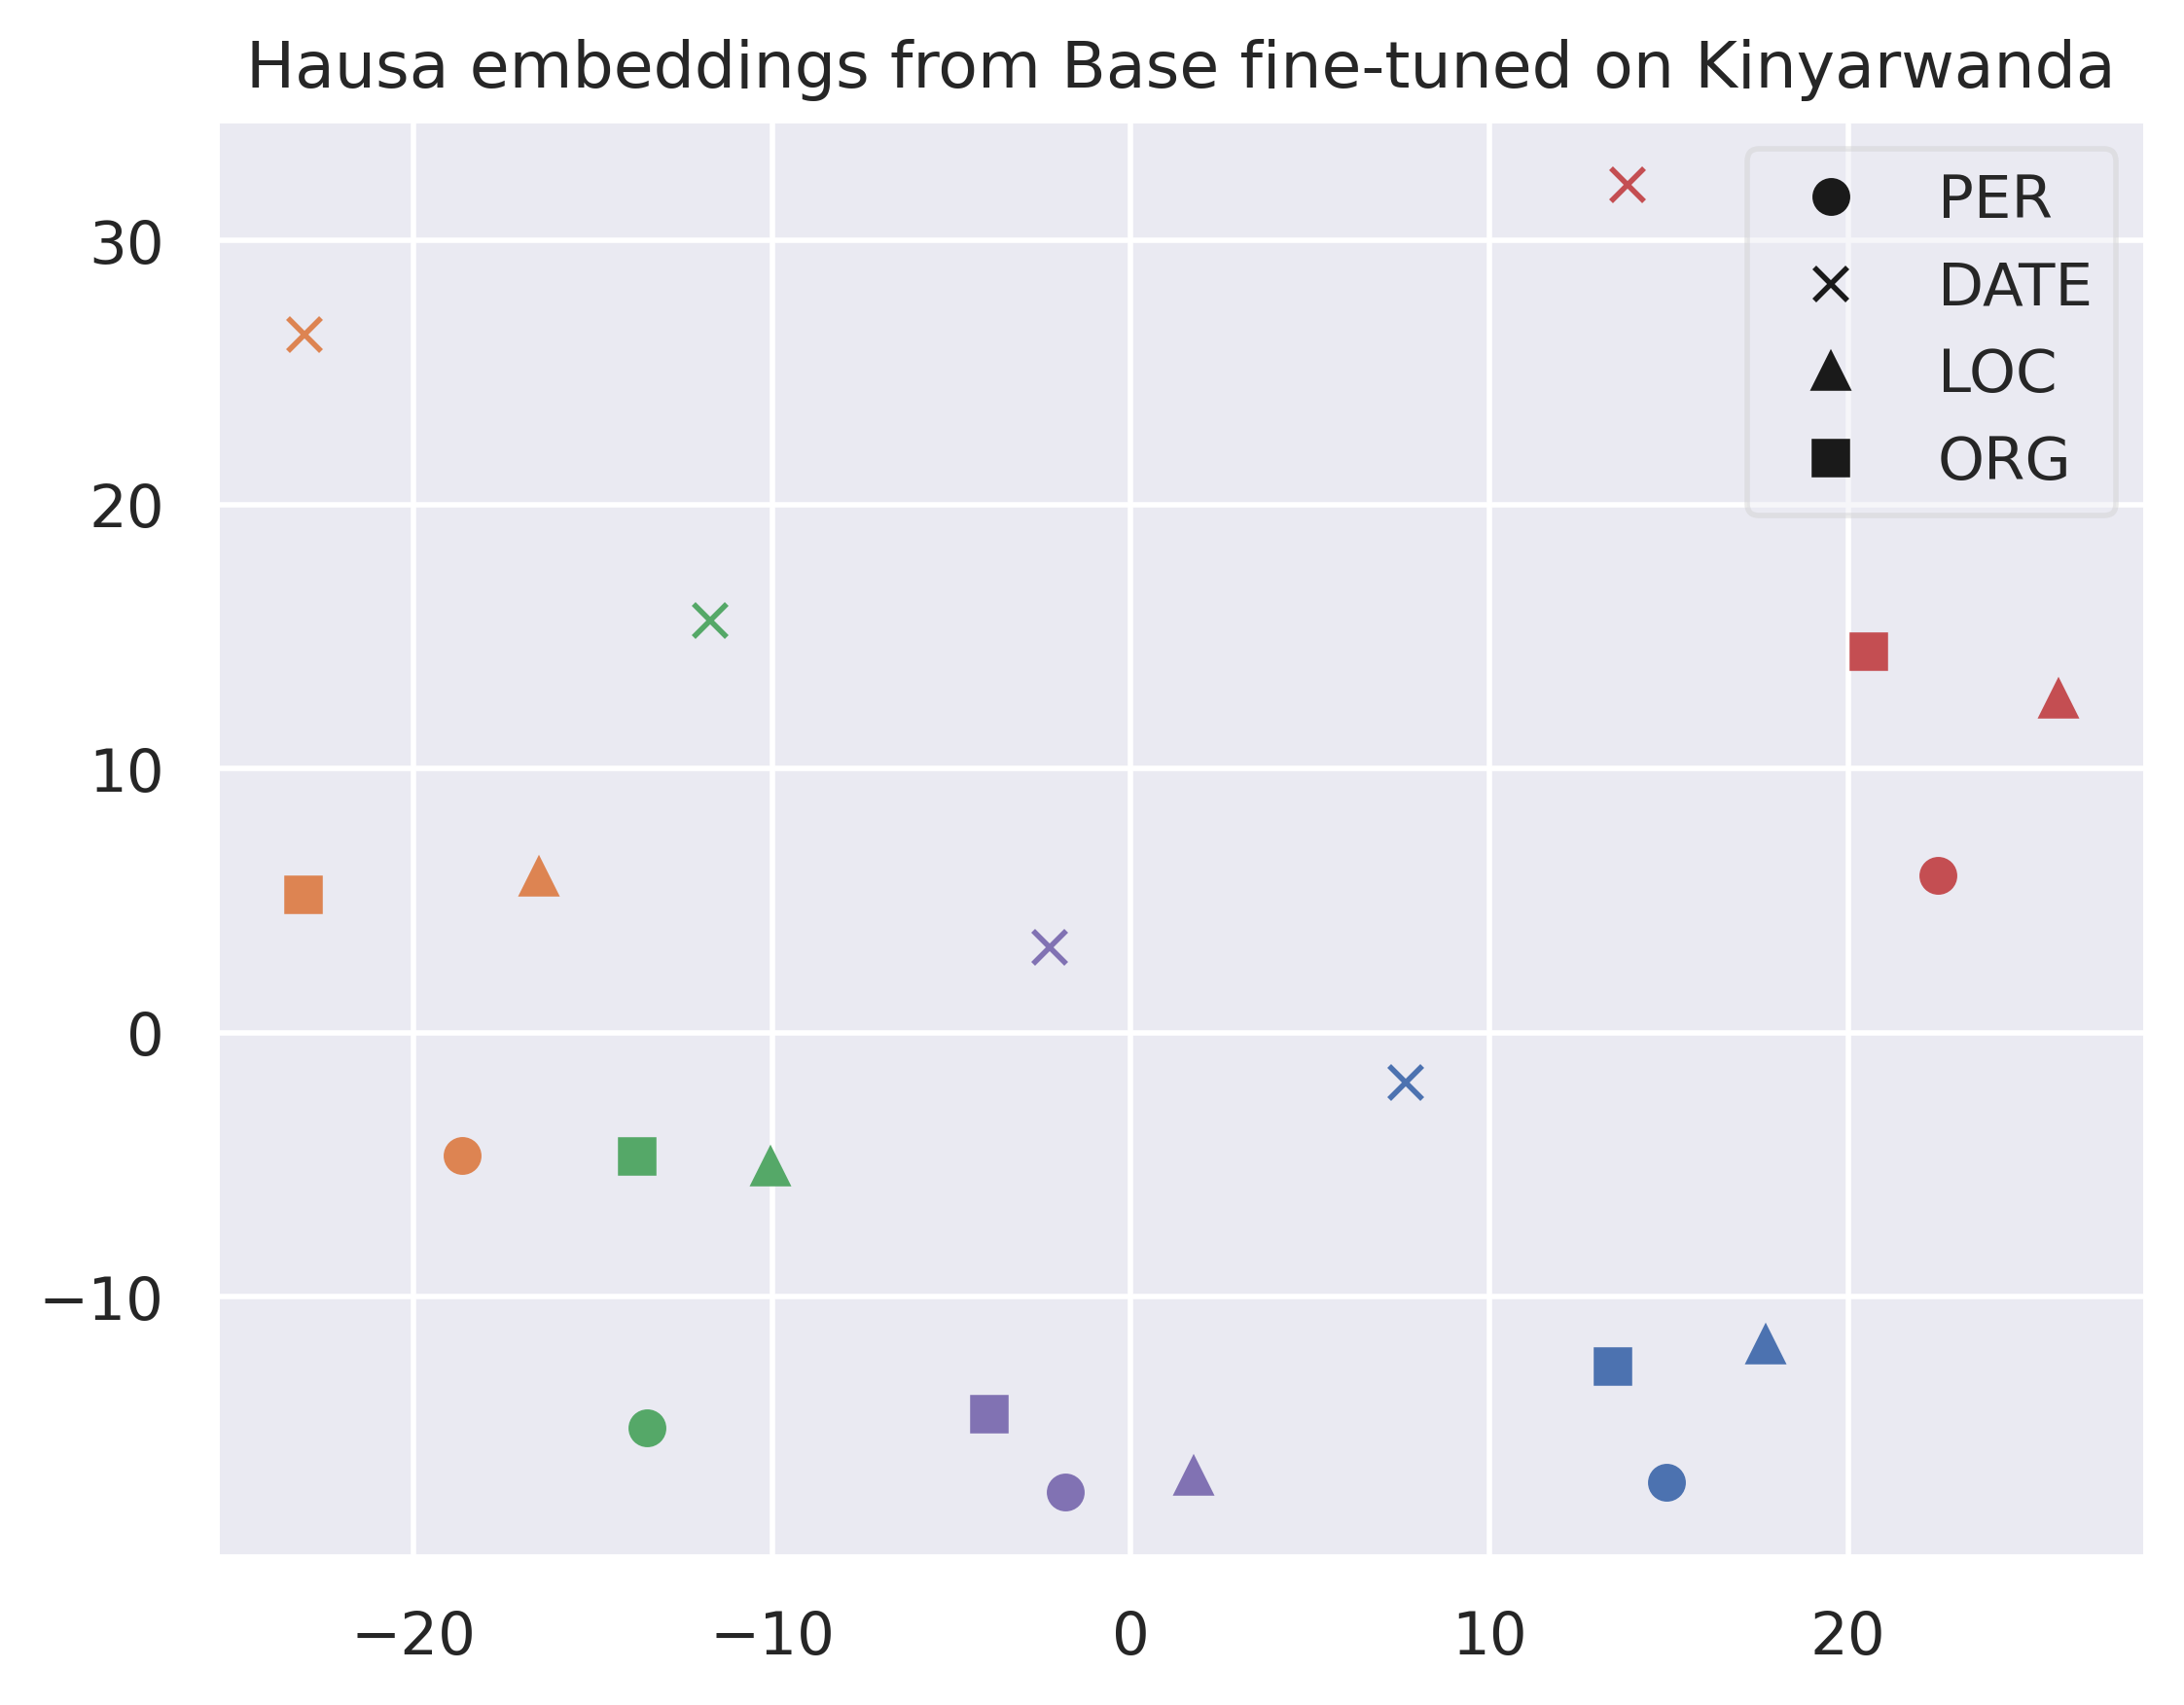 Hausa embeddings from Base fine-tuned on Kinyarwanda
PER
DATE
LOC
ORG
30
20
10
0
−10
−20 −10 0 10 20